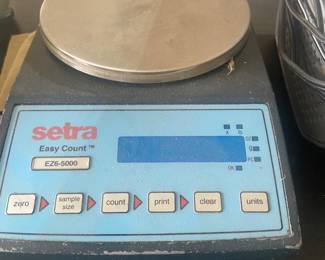 setra
Easy Count™
EZ6-5000
zero sample size count print clear units